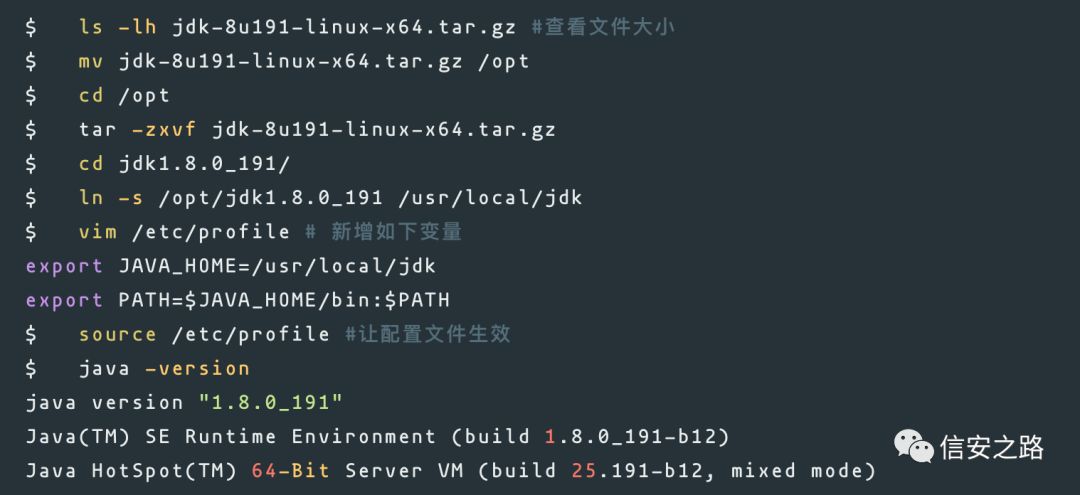 $ ls -lh jdk-8u191-linux-x64.tar.gz #查看文件大小
$ mv jdk-8u191-linux-x64.tar.gz /opt
$ cd /opt
$ tar -zxvf jdk-8u191-linux-x64.tar.gz
$ cd jdk1.8.0_191/
$ ln -s /opt/jdk1.8.0_191 /usr/local/jdk
$ vim /etc/profile # 新增如下变量
export JAVA_HOME=/usr/local/jdk
export PATH=$JAVA_HOME/bin:$PATH
$ source /etc/profile #让配置文件生效
$ java -version
java version "1.8.0_191"
Java(TM) SE Runtime Environment (build 1.8.0_191-b12)
Java HotSpot(TM) 64-Bit Server VM (build 25.191-b12, mixed mode)
信安之路